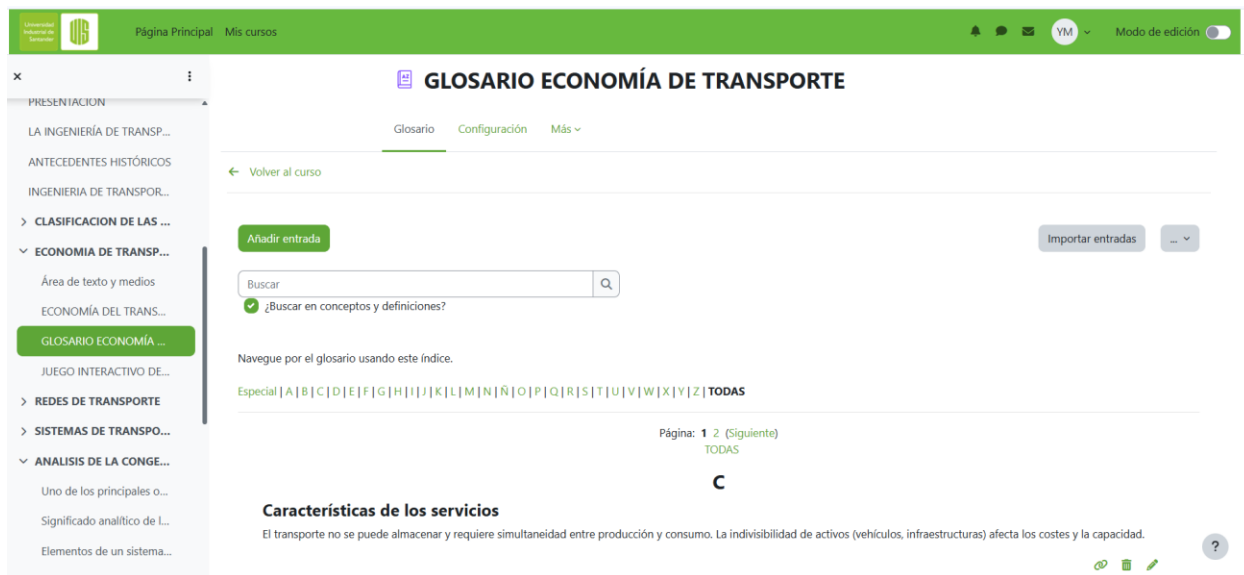 Universidad
Industrial de
Santander
UIS
Página Principal Mis cursos
YM
Modo de edición
PRESENTACIÓN
LA INGENIERÍA DE TRANSP...
ANTECEDENTES HISTÓRICOS
INGENIERIA DE TRANSPOR...
CLASIFICACION DE LAS ...
ECONOMIA DE TRANSP...
Área de texto y medios
ECONOMÍA DEL TRANS...
GLOSARIO ECONOMÍA ...
JUEGO INTERACTIVO DE...
REDES DE TRANSPORTE
SISTEMAS DE TRANSPO...
ANALISIS DE LA CONGE...
Uno de los principales o...
Significado analítico de l...
Elementos de un sistema...
GLOSARIO ECONOMÍA DE TRANSPORTE
Glosario Configuración Más
Volver al curso
Añadir entrada
Importar entradas
...
Buscar
¿Buscar en conceptos y definiciones?
Navegue por el glosario usando este índice.
Especial | A | B | C | D | E | F | G | H | I | J | K | L | M | N | Ñ | O | P | Q | R | S | T | U | V | W | X | Y | Z | TODAS
Página: 1 2 (Siguiente)
TODAS
C
Características de los servicios
El transporte no se puede almacenar y requiere simultaneidad entre producción y consumo. La indivisibilidad de activos (vehículos, infraestructuras) afecta los costes y la capacidad.
?